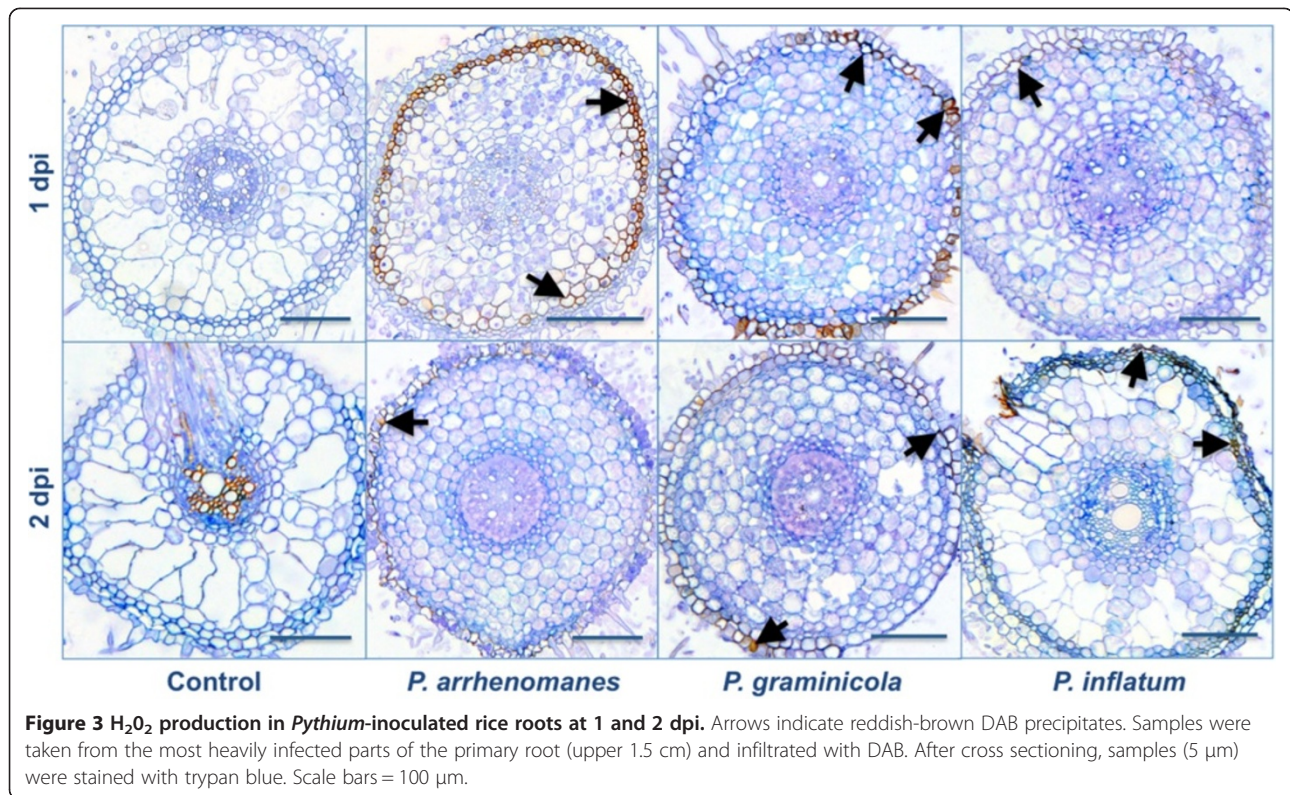 1 dpi
2 dpi
Control
P. arrhenomanes
P. graminicola
P. inflatum
Figure 3 H₂0₂ production in Pythium-inoculated rice roots at 1 and 2 dpi. Arrows indicate reddish-brown DAB precipitates. Samples were
taken from the most heavily infected parts of the primary root (upper 1.5 cm) and infiltrated with DAB. After cross sectioning, samples (5 μm)
were stained with trypan blue. Scale bars = 100 μm.